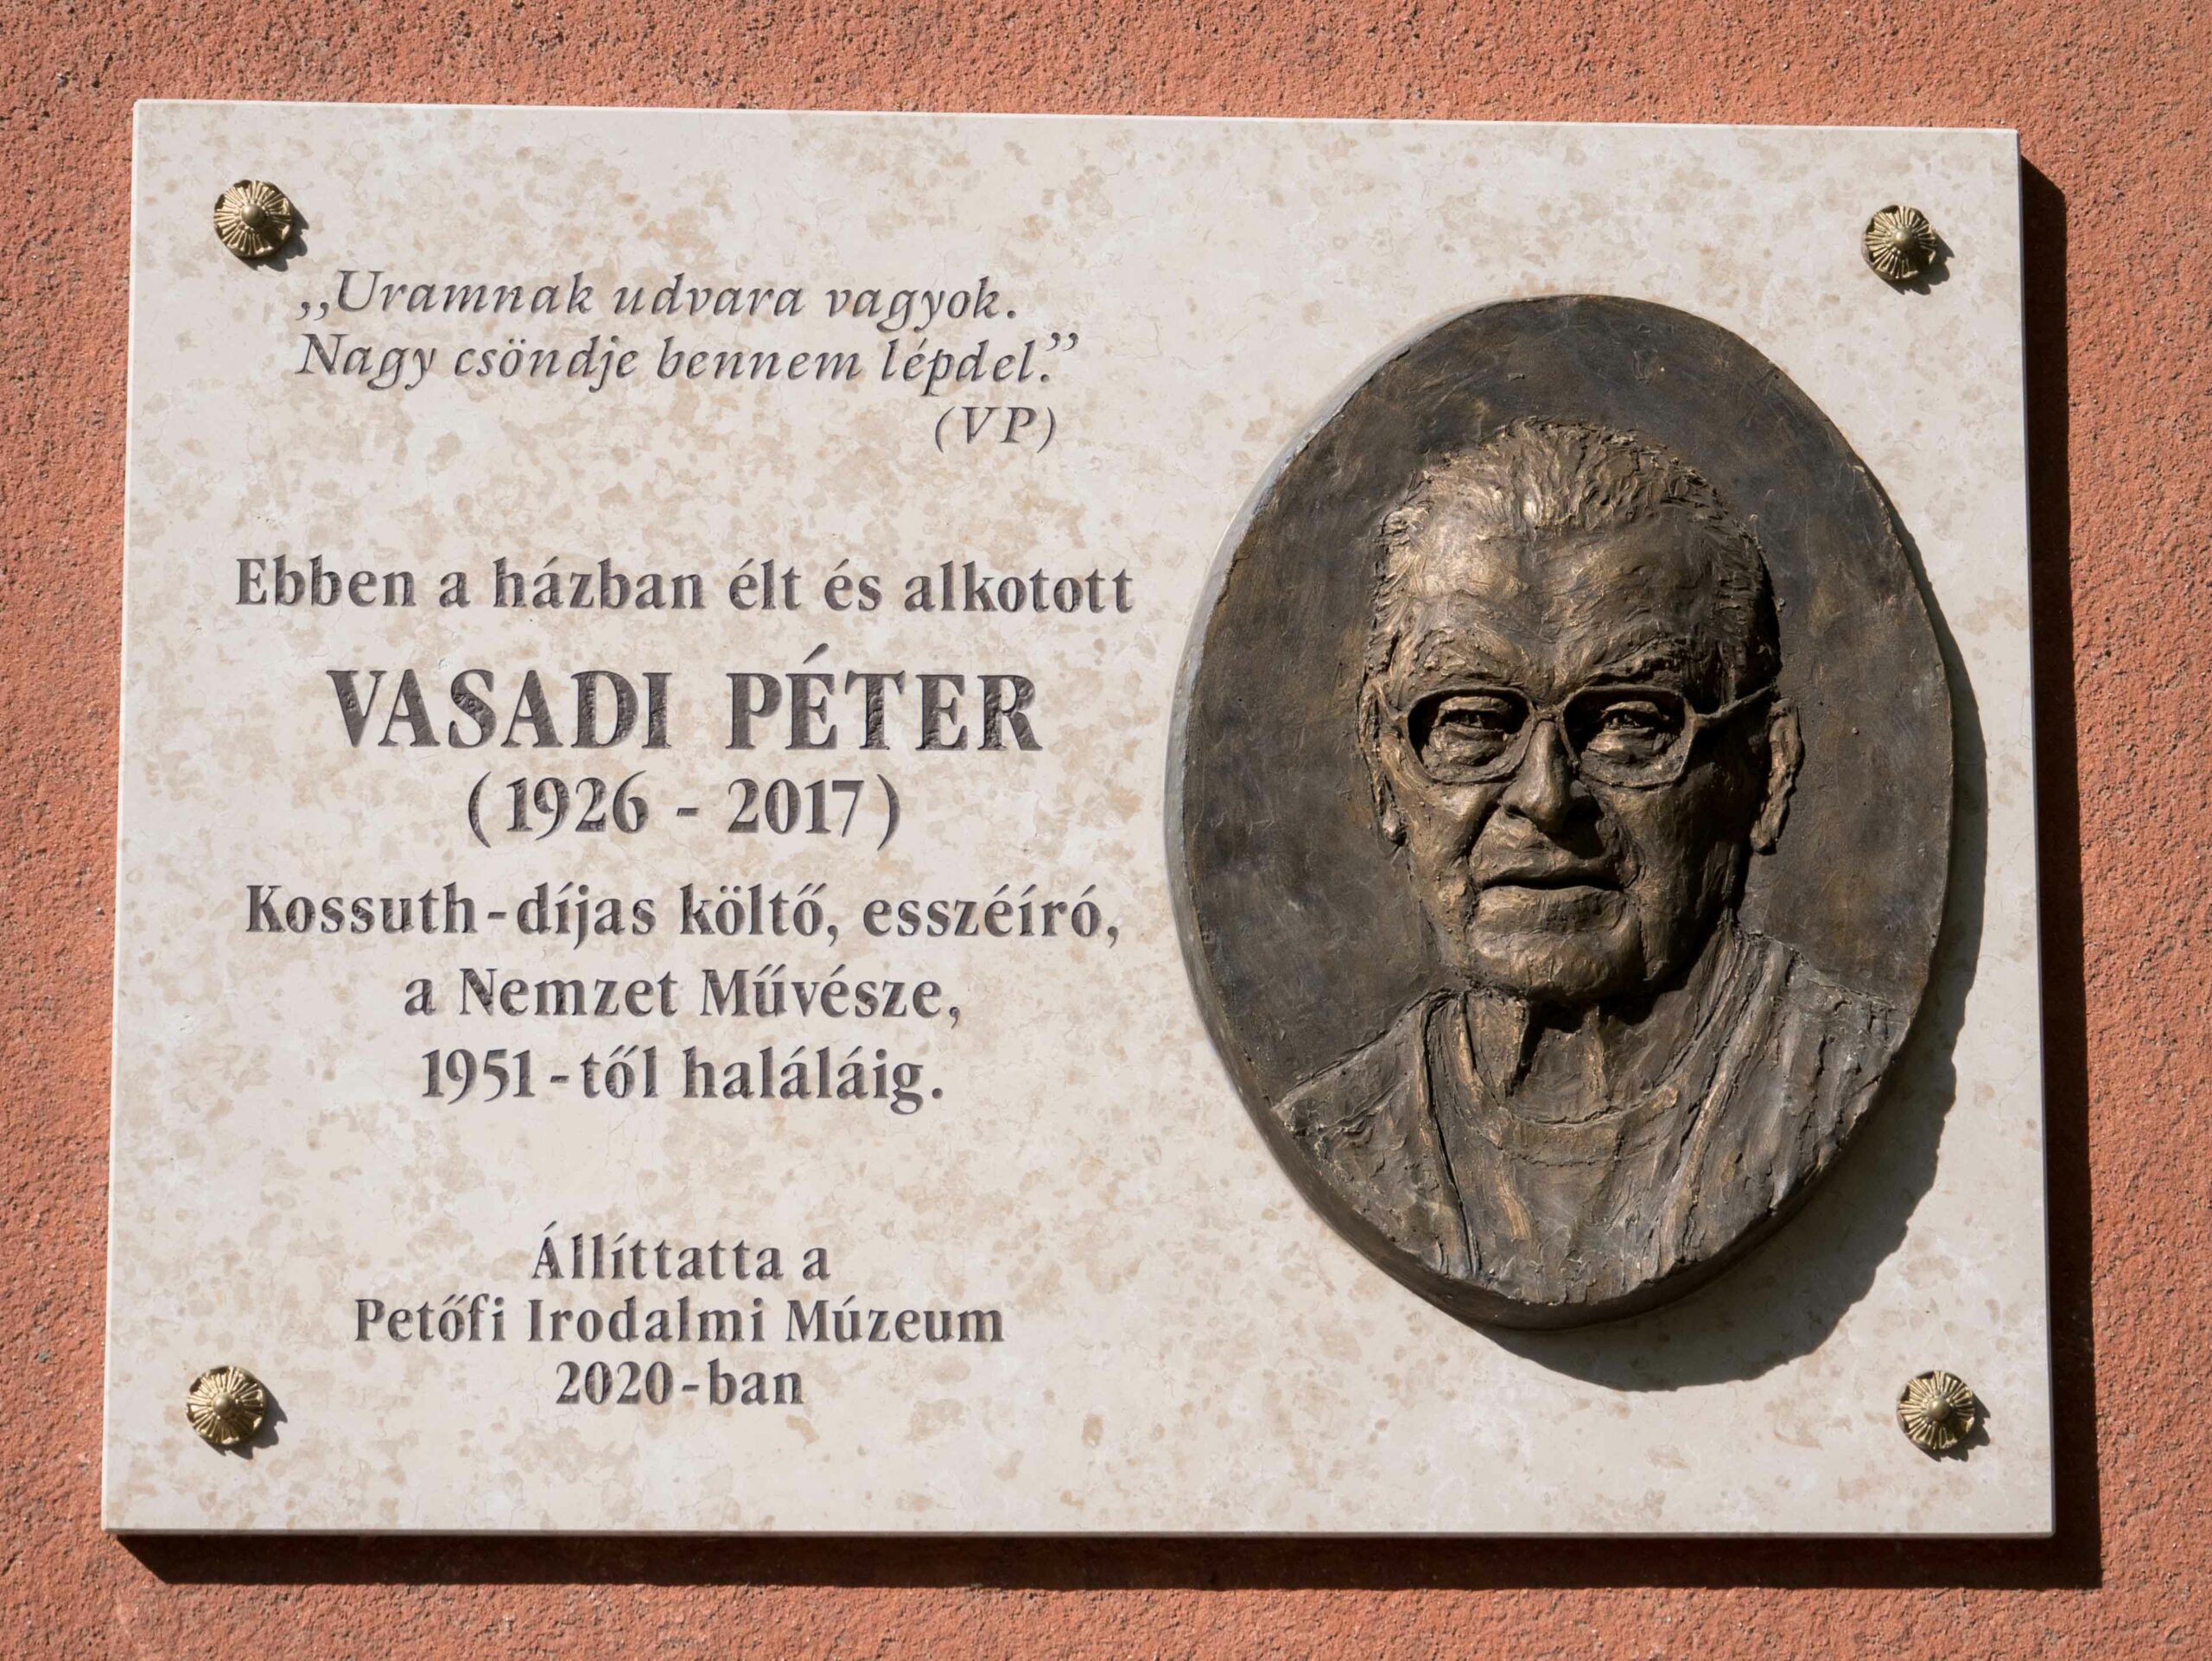 „Uramnak udvara vagyok.
Nagy csöndje bennem lépdel.”
(VP)
Ebben a házban élt és alkotott
VASADI PÉTER
(1926 - 2017)
Kossuth-díjas költő, esszéíró,
a Nemzet Művésze,
1951-től haláláig.
Állíttatta a
Petőfi Irodalmi Múzeum
2020-ban